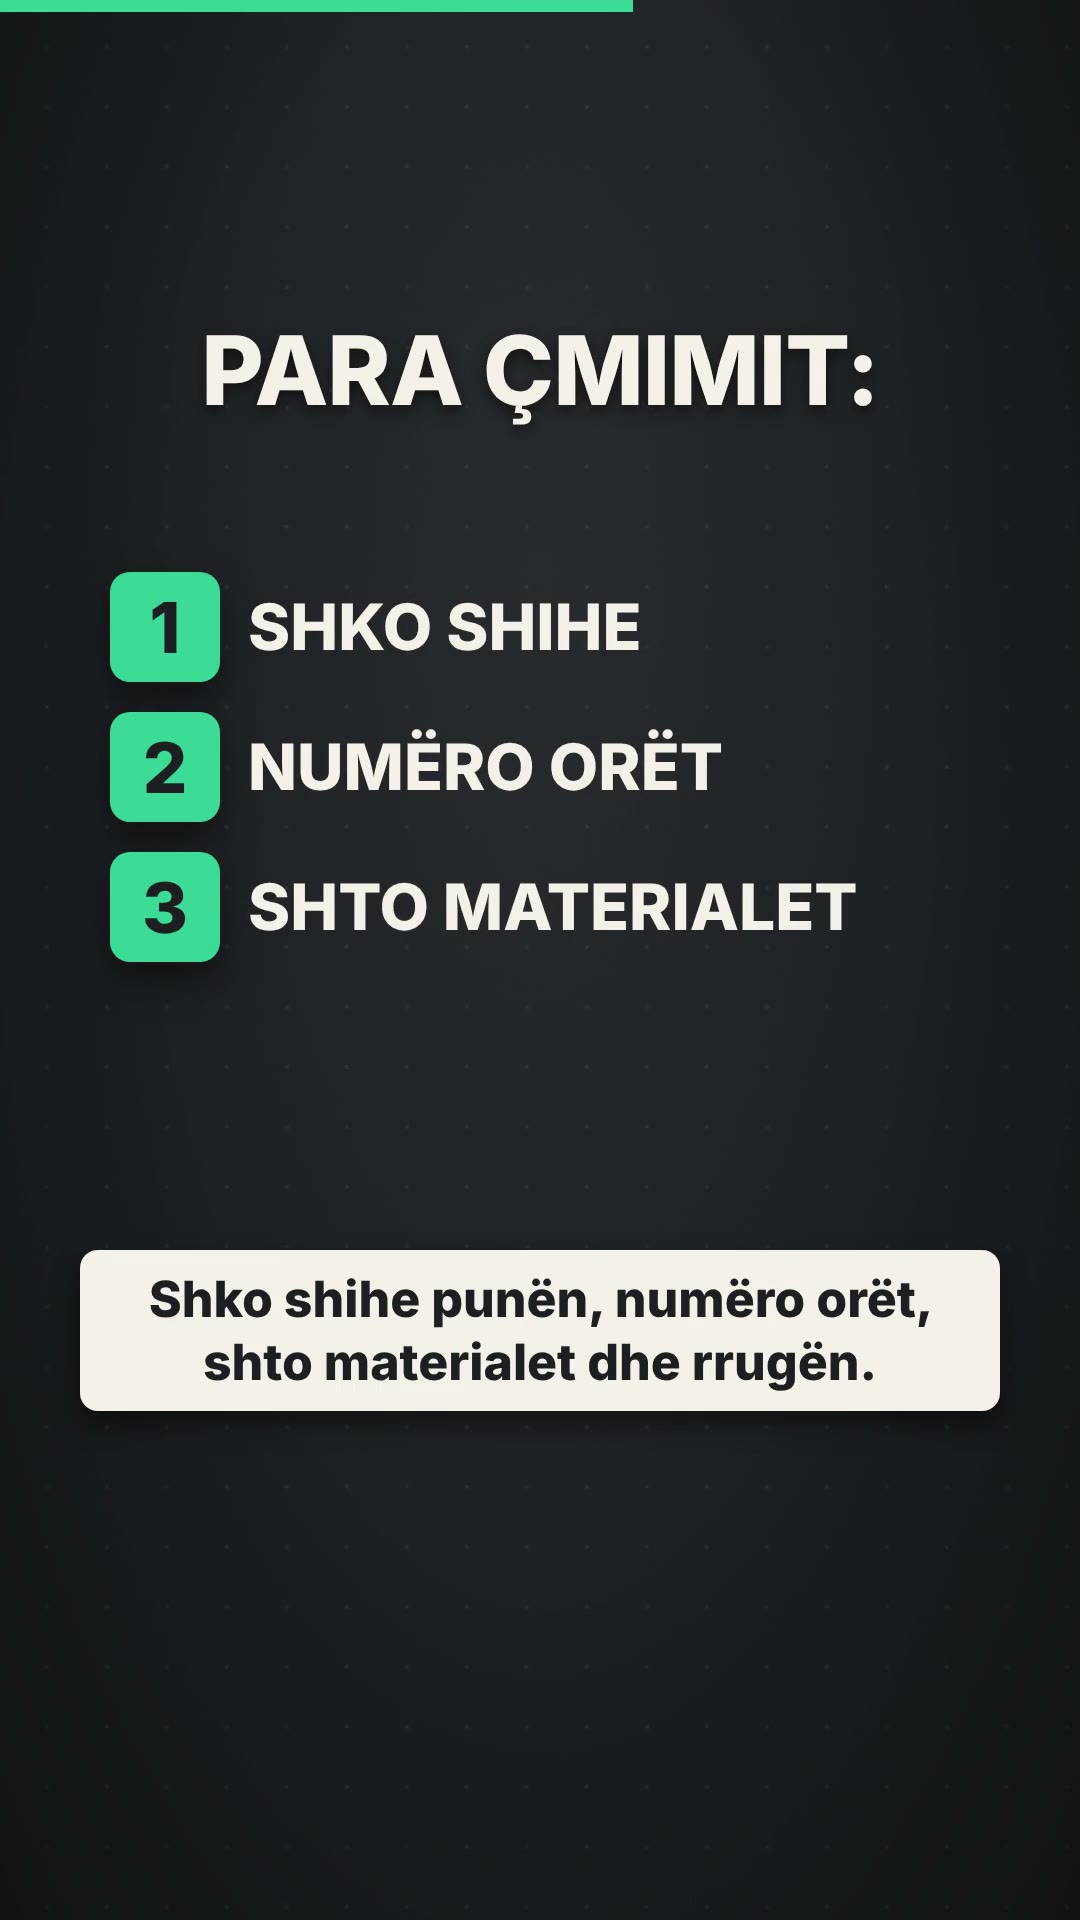 PARA ÇMIMIT:
1 SHKO SHIHE
2 NUMËRO ORËT
3 SHTO MATERIALET
Shko shihe punën, numëro orët,
shto materialet dhe rrugën.